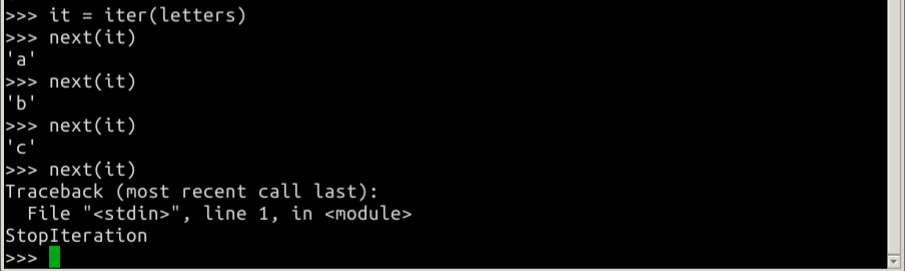 >>> it = iter(letters)
>>> next(it)
'a'
>>> next(it)
'b'
>>> next(it)
'c'
>>> next(it)
Traceback (most recent call last):
  File "<stdin>", line 1, in <module>
StopIteration
>>>